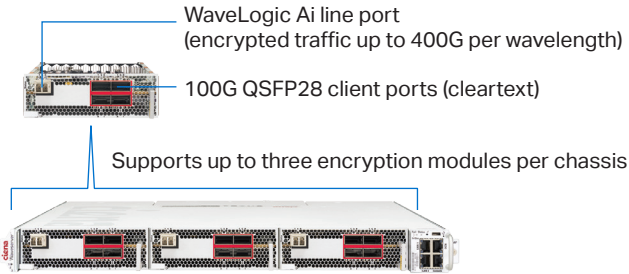 WaveLogic Ai line port
(encrypted traffic up to 400G per wavelength)
100G QSFP28 client ports (cleartext)
Supports up to three encryption modules per chassis
ciena